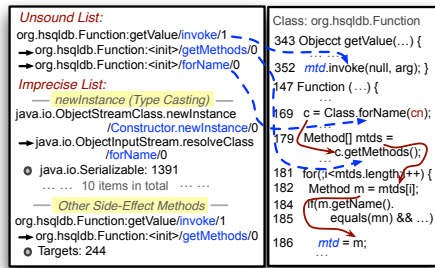 Unsound List:
org.hsqldb.Function:getValue/invoke/1
→ org.hsqldb.Function:<init>/getMethods/0
→ org.hsqldb.Function:<init>/forName/0
Imprecise List:
newInstance (Type Casting)
java.io.ObjectStreamClass.newInstance
/Constructor.newInstance/0
→ java.io.ObjectInputStream.resolveClass
/forName/0
java.io.Serializable: 1391
... ... 10 items in total ... ...
Other Side-Effect Methods
org.hsqldb.Function:getValue/invoke/1
→ org.hsqldb.Function:<init>/getMethods/0
Targets: 244
Class: org.hsqldb.Function
343 Objecct getValue(...) {
... ...
352 mtd.invoke(null, arg); }
147 Function (...) {
...
169 c = Class.forName(cn);
...
179 Method[] mtds =
c.getMethods();
181 for(;i<mtds.length;i++) {
182 Method m = mtds[i];
184 if(m.getName().
185 equals(mn) && ...)
...
186 mtd = m;